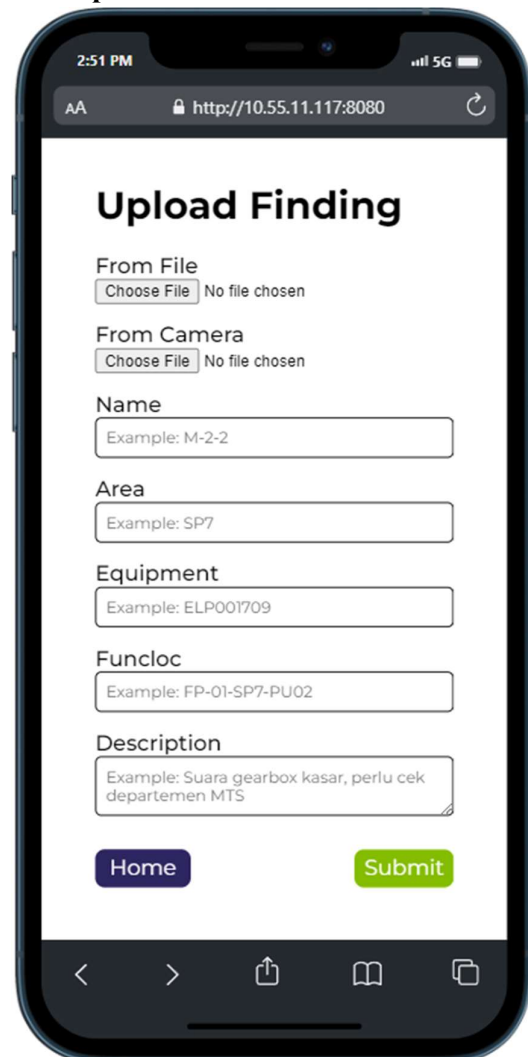 2:51 PM
5G
AA http://10.55.11.117:8080
Upload Finding
From File
Choose File No file chosen
From Camera
Choose File No file chosen
Name
Example: M-2-2
Area
Example: SP7
Equipment
Example: ELP001709
Funcloc
Example: FP-01-SP7-PU02
Description
Example: Suara gearbox kasar, perlu cek
departemen MTS
Home Submit